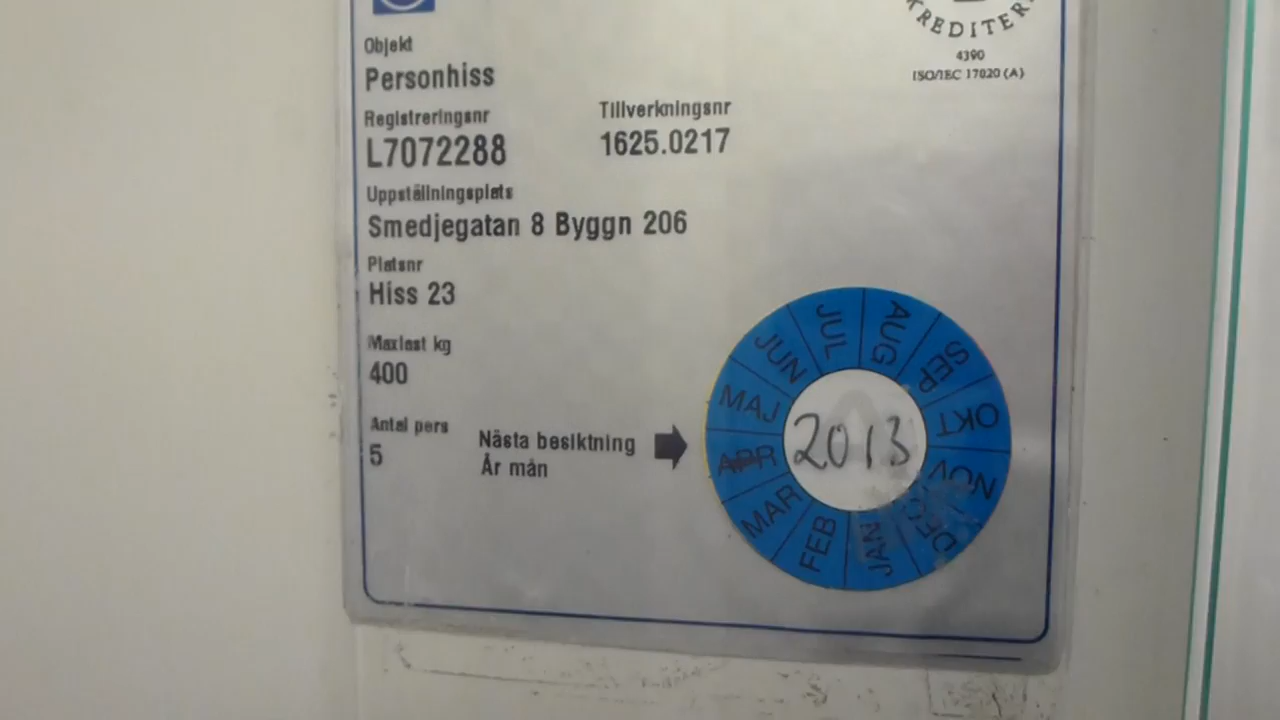 KREDITER
4390
ISO/IEC 17020 (A)
Objekt
Personhiss
Registreringsnr
Tillverkningsnr
L7072288
1625.0217
Uppställningsplats
Smedjegatan 8 Byggn 206
Platsnr
Hiss 23
Maxlast kg
400
Antal pers
5
Nästa besiktning
År mån
2013
JAN
FEB
MAR
APR
MAJ
JUN
JUL
AUG
SEP
OKT
NOV
DEC